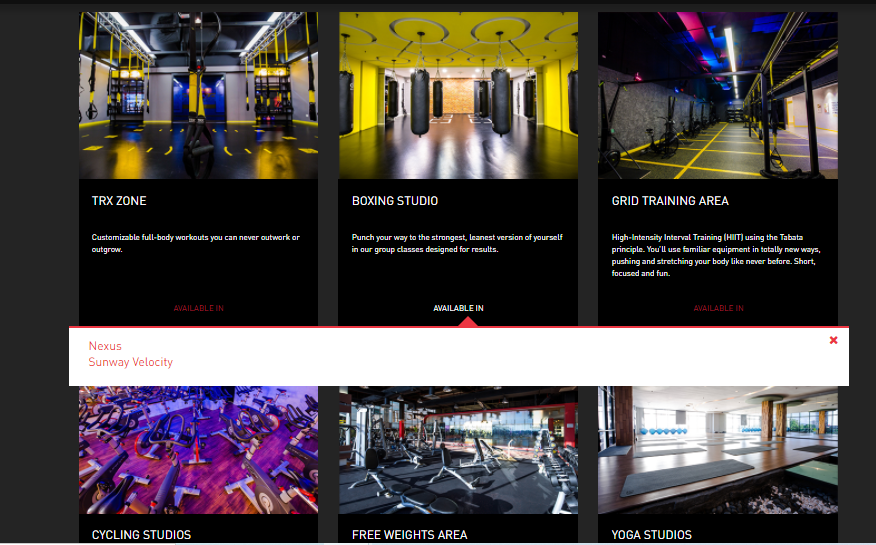 TRX ZONE
Customizable full-body workouts you can never outwork or
outgrow.
AVAILABLE IN
BOXING STUDIO
Punch your way to the strongest, leanest version of yourself
in our group classes designed for results.
AVAILABLE IN
GRID TRAINING AREA
High-Intensity Interval Training (HIIT) using the Tabata
principle. You'll use familiar equipment in totally new ways,
pushing and stretching your body like never before. Short,
focused and fun.
AVAILABLE IN
Nexus
Sunway Velocity
CYCLING STUDIOS
FREE WEIGHTS AREA
YOGA STUDIOS